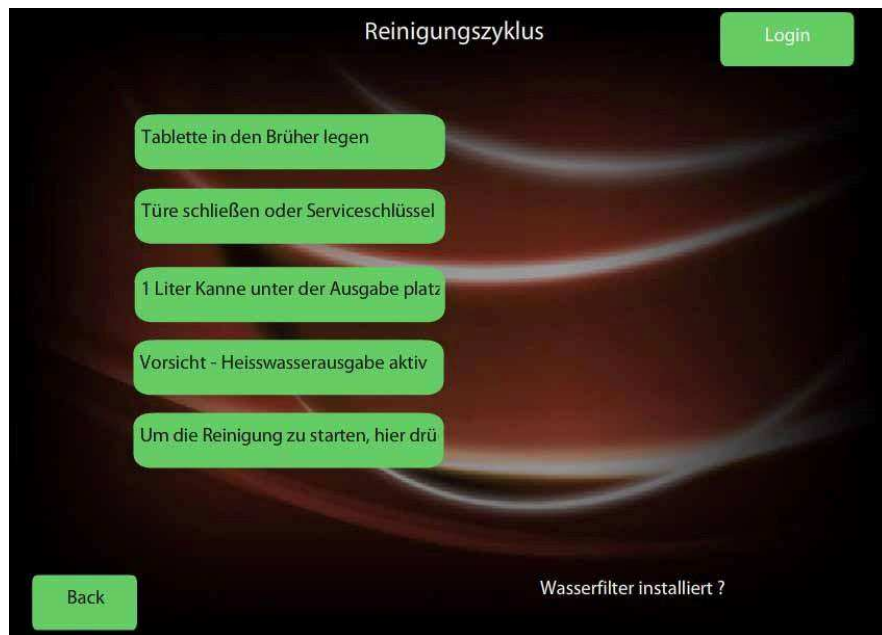 Reinigungszyklus
Login
Tablette in den Brüher legen
Türe schließen oder Serviceschlüssel
1 Liter Kanne unter der Ausgabe platz
Vorsicht - Heisswasserausgabe aktiv
Um die Reinigung zu starten, hier drü
Wasserfilter installiert ?
Back